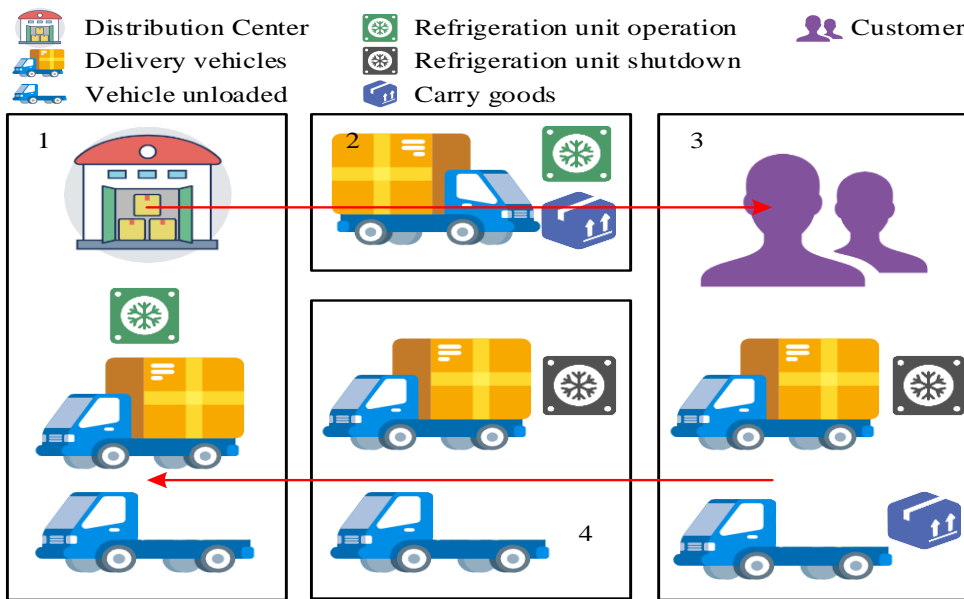 Distribution Center
Refrigeration unit operation
Customer
Delivery vehicles
Refrigeration unit shutdown
Vehicle unloaded
Carry goods
1
2
3
4